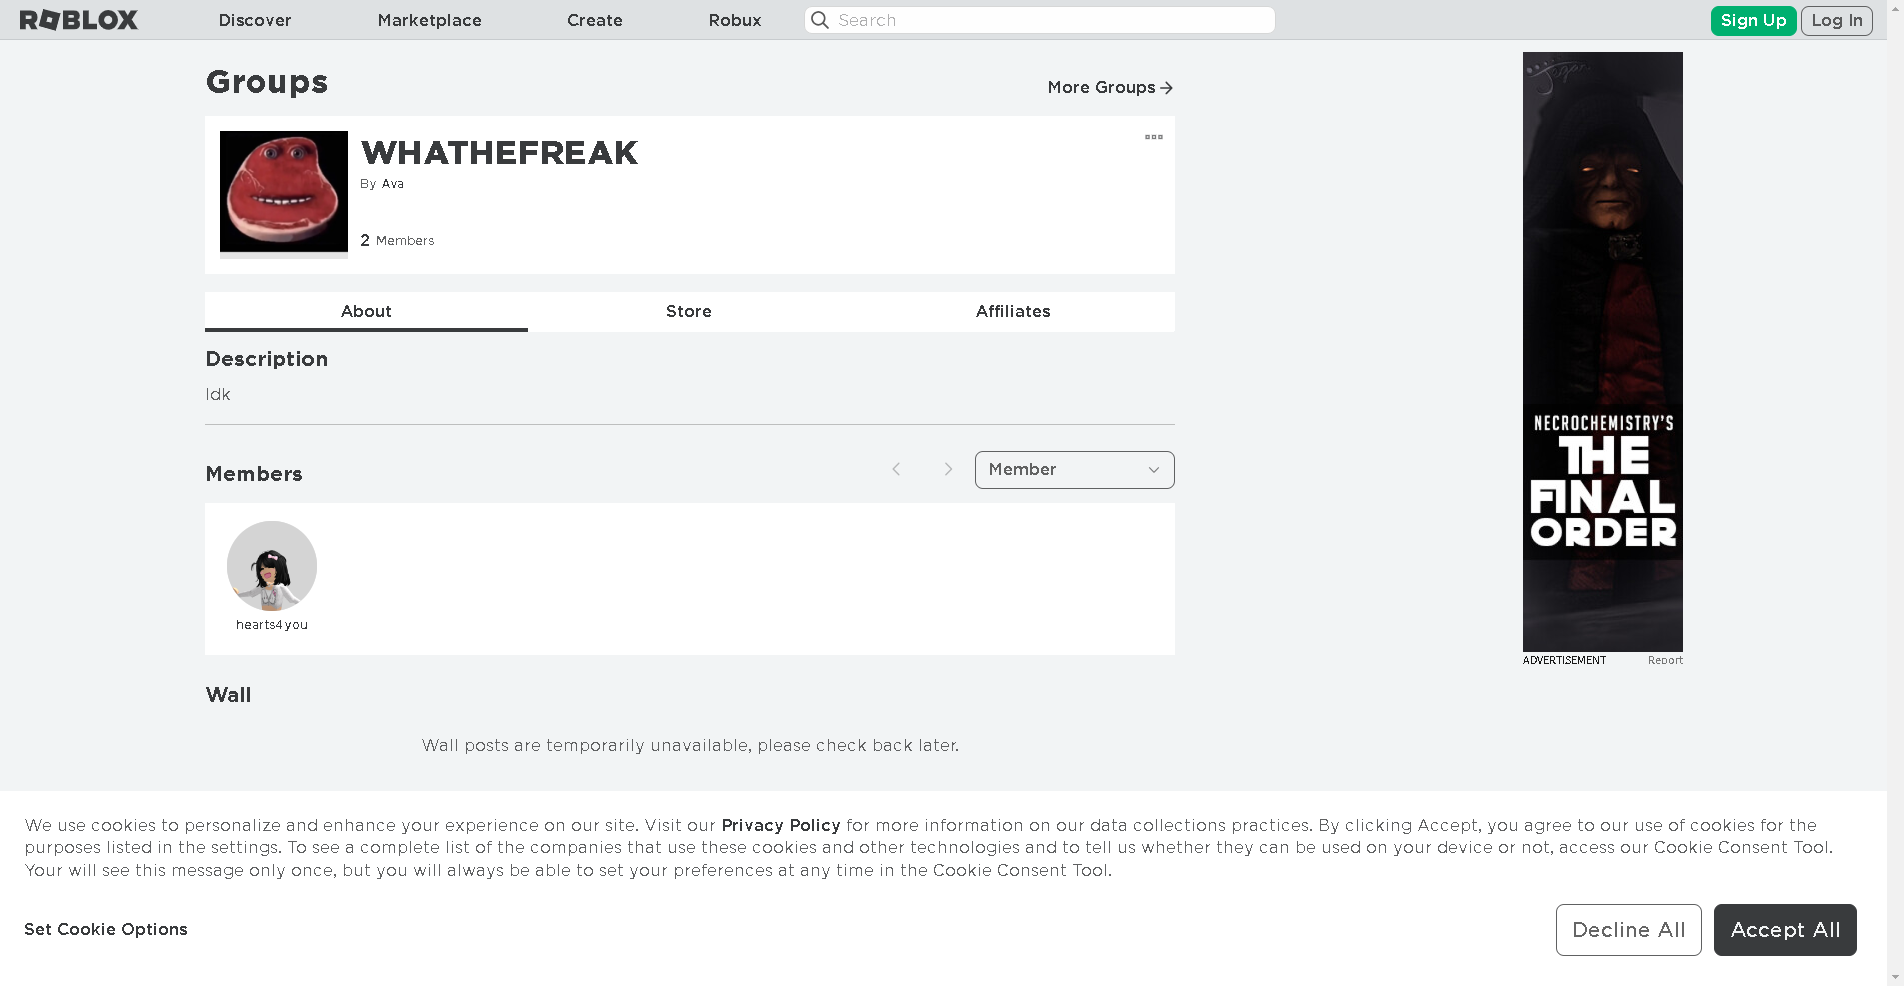 ROBLOX
Discover
Marketplace
Create
Robux
Search
Sign Up
Log In
Groups
More Groups
WHATHEFREAK
By Ava
2 Members
About
Store
Affiliates
Description
Idk
Members
Member
hearts4you
Wall
Wall posts are temporarily unavailable, please check back later.
NECROCHEMISTRY'S
THE
FINAL
ORDER
ADVERTISEMENT
Report
We use cookies to personalize and enhance your experience on our site. Visit our Privacy Policy for more information on our data collections practices. By clicking Accept, you agree to our use of cookies for the
purposes listed in the settings. To see a complete list of the companies that use these cookies and other technologies and to tell us whether they can be used on your device or not, access our Cookie Consent Tool.
Your will see this message only once, but you will always be able to set your preferences at any time in the Cookie Consent Tool.
Set Cookie Options
Decline All
Accept All